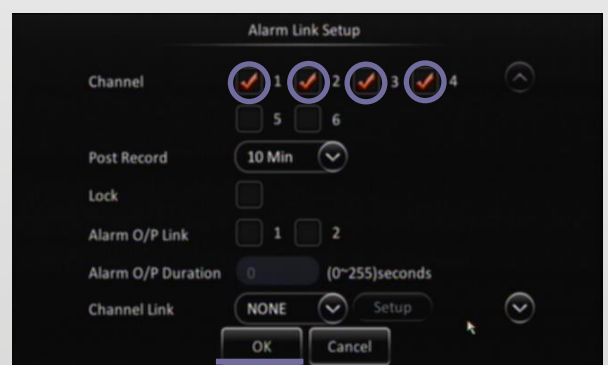 Alarm Link Setup
Channel 1 2 3 4
5 6
Post Record 10 Min
Lock
Alarm O/P Link 1 2
Alarm O/P Duration 0 (0~255)seconds
Channel Link NONE Setup
OK Cancel